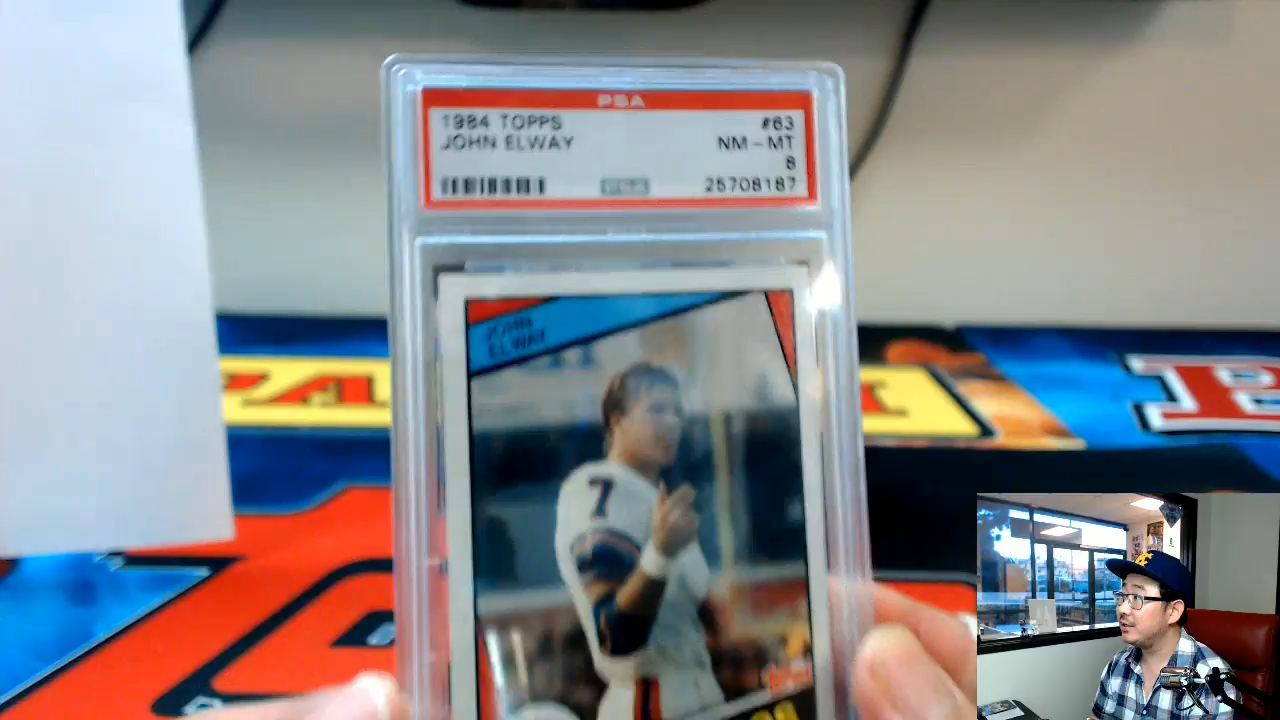 PSA
1984 TOPPS #63
JOHN ELWAY NM - MT
8
25708187
JOHN
ELWAY
7